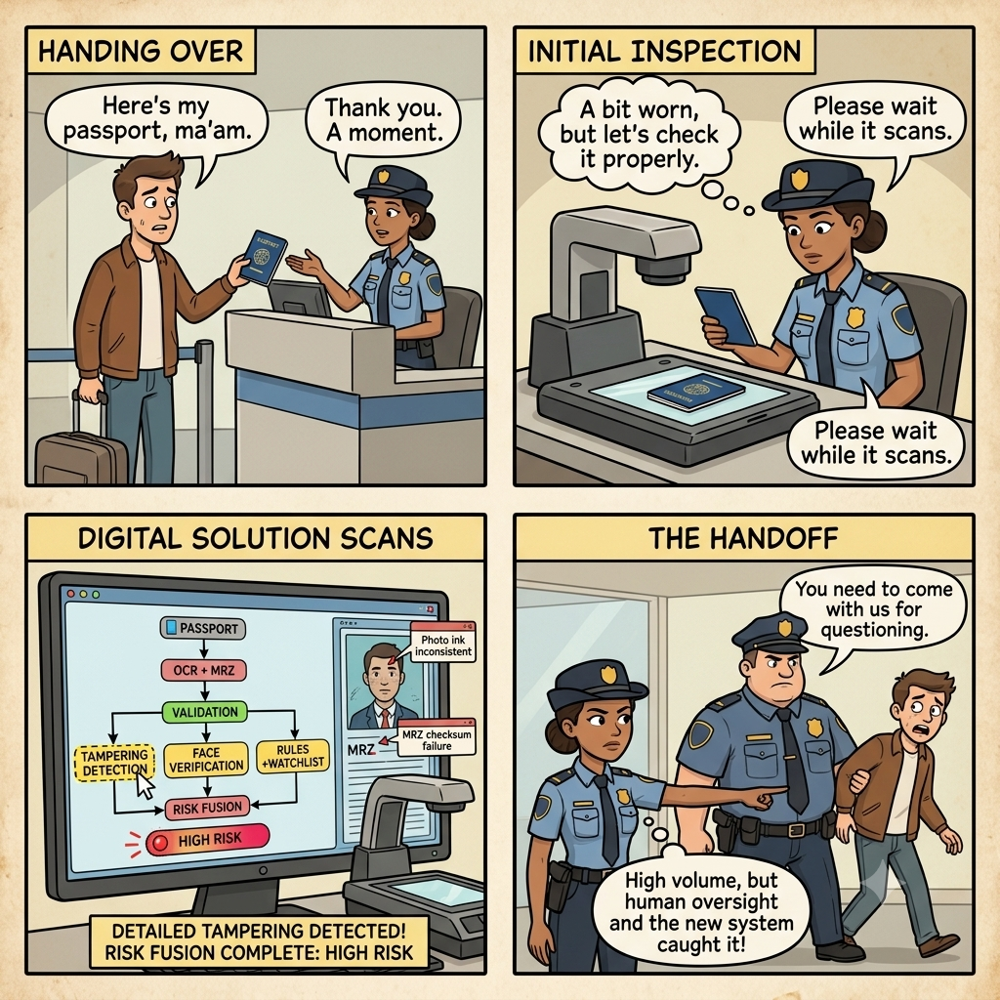 HANDING OVER
Here's my
passport, ma'am.
Thank you.
A moment.
INITIAL INSPECTION
A bit worn,
but let's check
it properly.
Please wait
while it scans.
Please wait
while it scans.
DIGITAL SOLUTION SCANS
PASSPORT
OCR + MRZ
VALIDATION
TAMPERING
DETECTION
FACE
VERIFICATION
RULES
+WATCHLIST
RISK FUSION
HIGH RISK
Photo ink
inconsistent
MRZ checksum
failure
MRZ
DETAILED TAMPERING DETECTED!
RISK FUSION COMPLETE: HIGH RISK
THE HANDOFF
You need to come
with us for
questioning.
High volume, but
human oversight
and the new system
caught it!